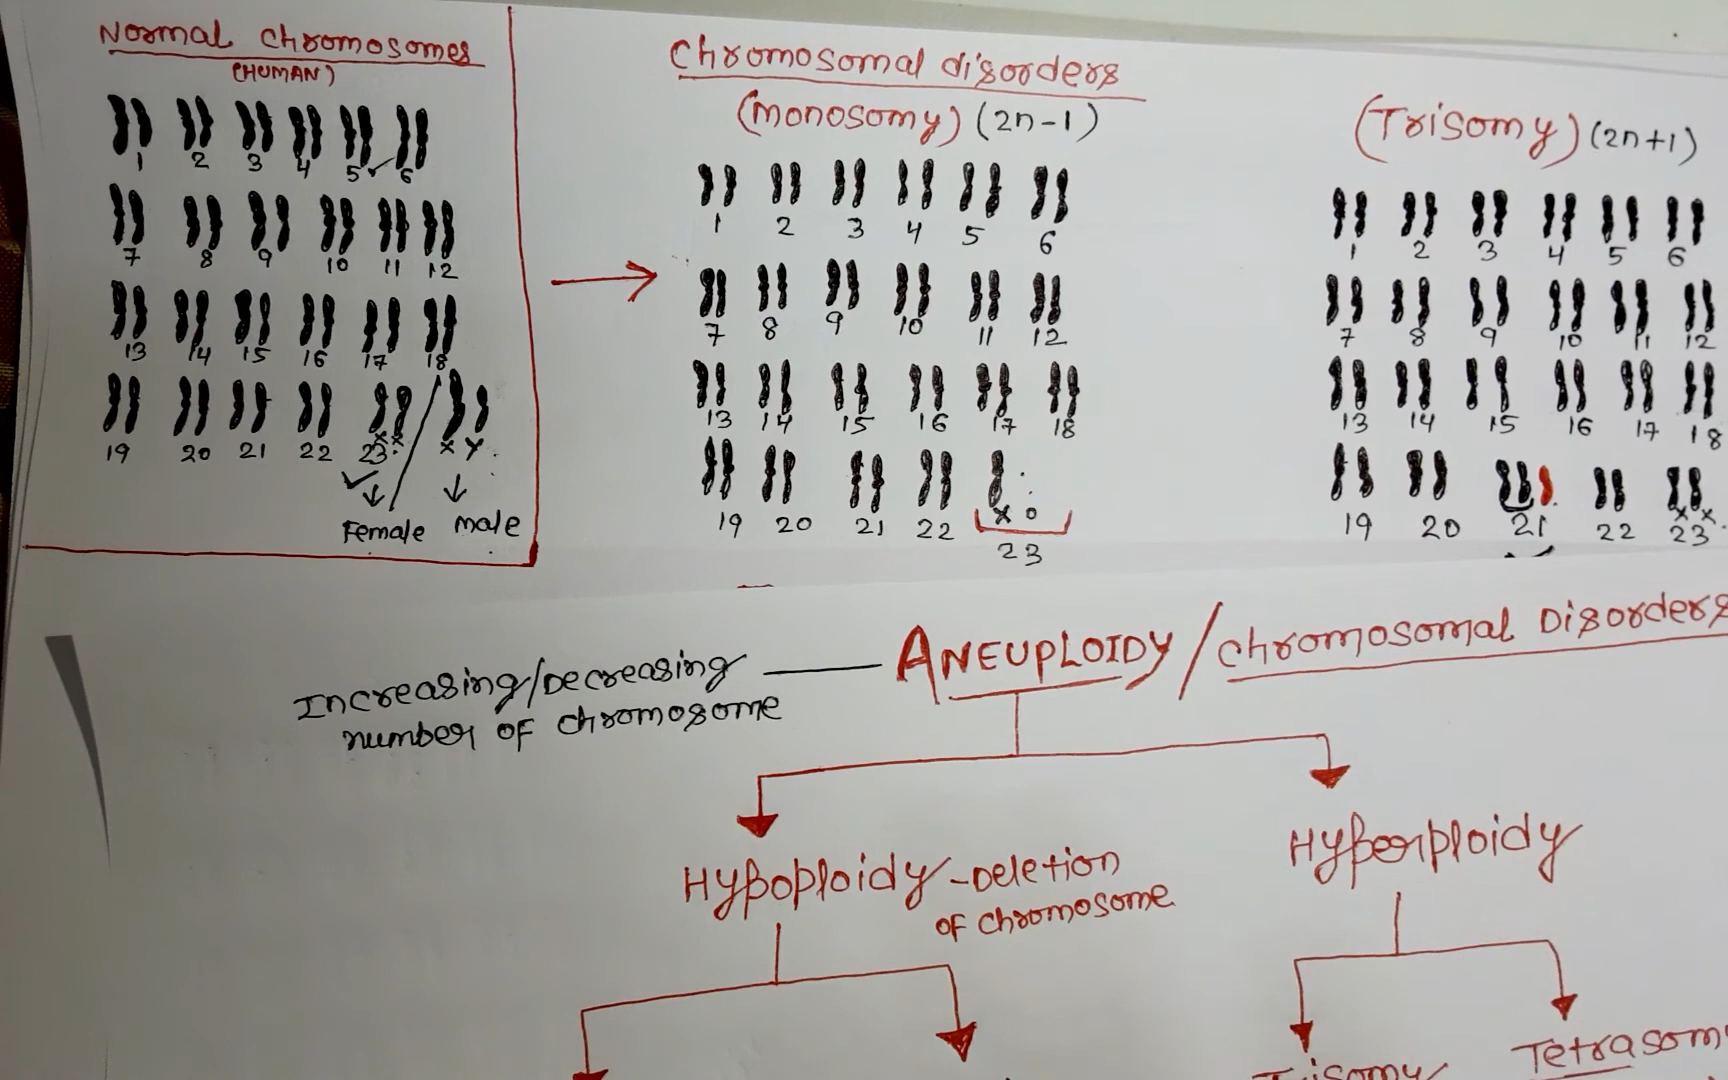 Normal chromosomes
(HUMAN)
1 2 3 4 5 6
7 8 9 10 11 12
13 14 15 16 17 18
19 20 21 22 23 x x x y
Female male
Chromosomal disorders
(Monosomy) (2n-1)
1 2 3 4 5 6
7 8 9 10 11 12
13 14 15 16 17 18
x o
19 20 21 22
23
(Trisomy) (2n+1)
1 2 3 4 5 6
7 8 9 10 11 12
13 14 15 16 17 18
x x
19 20 21 22 23
ANEUPLOIDY / chromosomal Disorders
Increasing/Decreasing
number of chromosome
Hypoploidy - Deletion
of chromosome
Hyperploidy
Trisomy/
Tetrasom